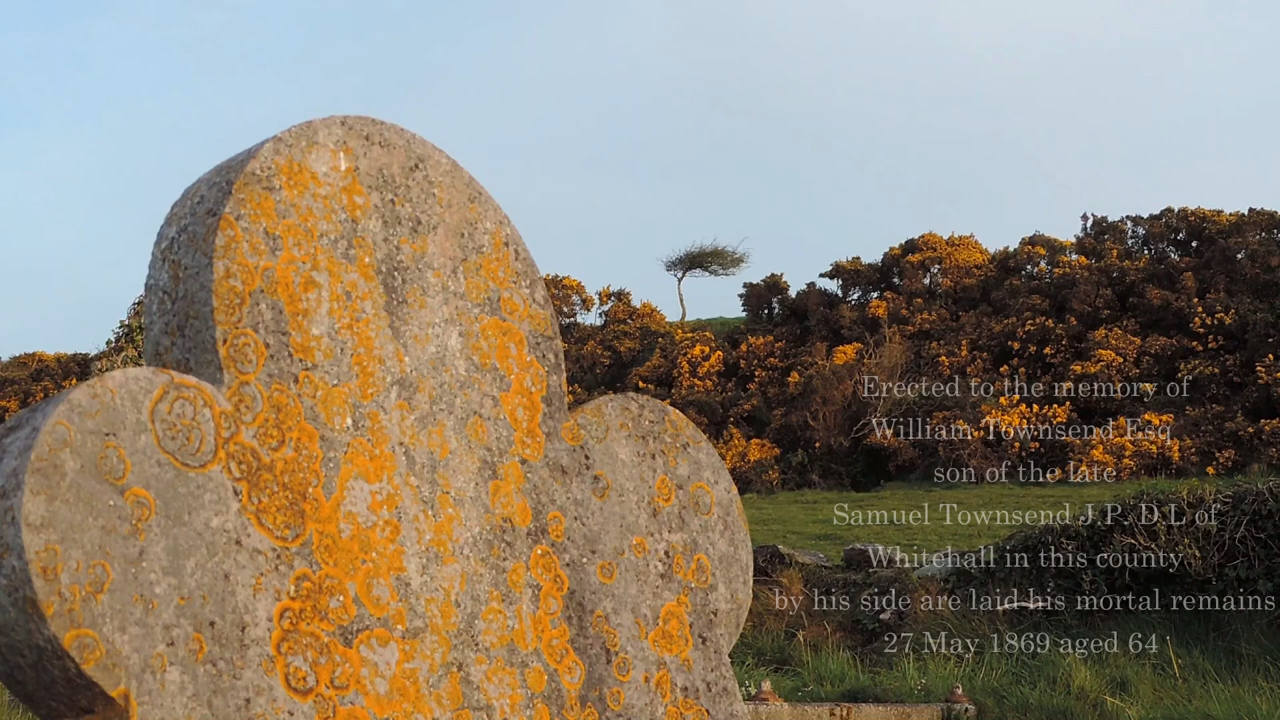 Erected to the memory of
William Townsend Esq
son of the late
Samuel Townsend J.P. D.L of
Whitehall in this county
by his side are laid his mortal remains
27 May 1869 aged 64